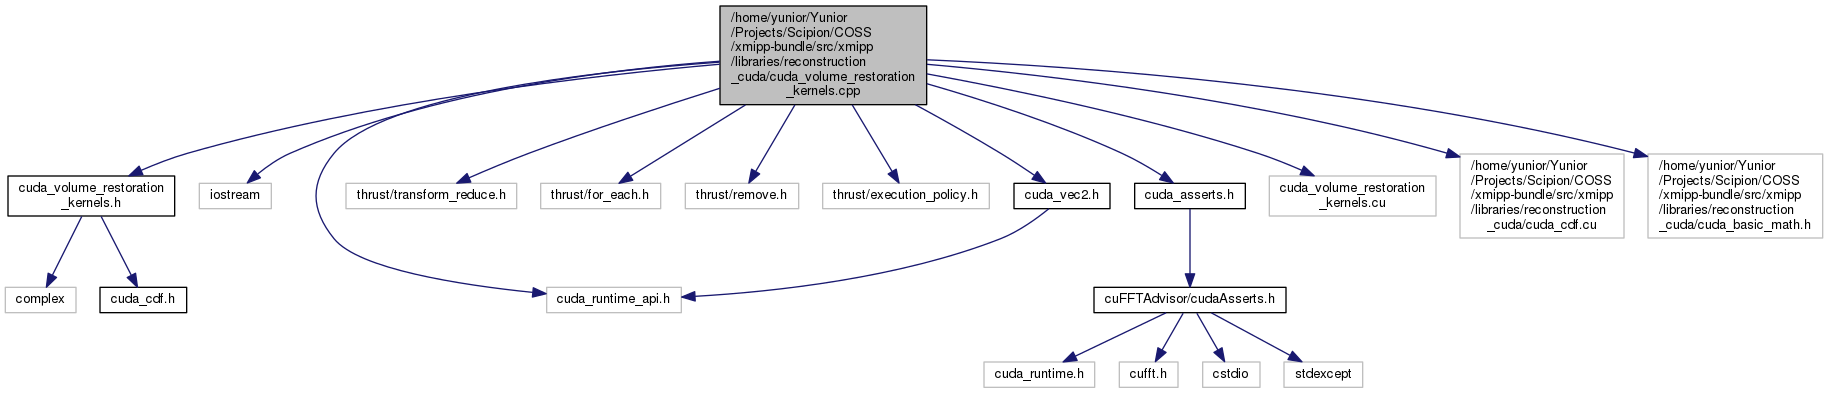 /home/yunior/Yunior
/Projects/Scipion/COSS
/xmipp-bundle/src/xmipp
/libraries/reconstruction
_cuda/cuda_volume_restoration
_kernels.cpp
cuda_volume_restoration
_kernels.h
iostream
thrust/transform_reduce.h
thrust/for_each.h
thrust/remove.h
thrust/execution_policy.h
cuda_vec2.h
cuda_asserts.h
cuda_volume_restoration
_kernels.cu
/home/yunior/Yunior
/Projects/Scipion/COSS
/xmipp-bundle/src/xmipp
/libraries/reconstruction
_cuda/cuda_cdf.cu
/home/yunior/Yunior
/Projects/Scipion/COSS
/xmipp-bundle/src/xmipp
/libraries/reconstruction
_cuda/cuda_basic_math.h
complex
cuda_cdf.h
cuda_runtime_api.h
cuFFTAdvisor/cudaAsserts.h
cuda_runtime.h
cufft.h
cstdio
stdexcept